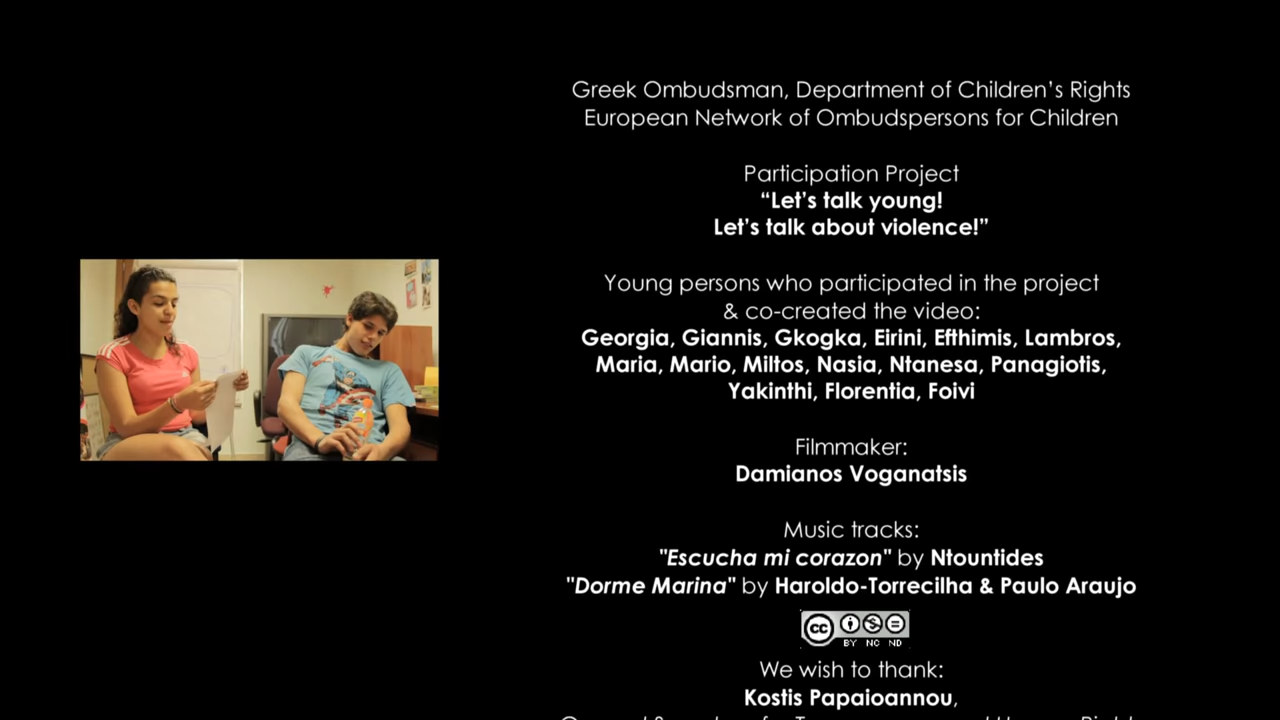 Greek Ombudsman, Department of Children’s Rights
European Network of Ombudspersons for Children
Participation Project
“Let’s talk young!
Let’s talk about violence!”
Young persons who participated in the project
& co-created the video:
Georgia, Giannis, Gkogka, Eirini, Efthimis, Lambros,
Maria, Mario, Miltos, Nasia, Ntanesa, Panagiotis,
Yakinthi, Florentia, Foivi
Filmmaker:
Damianos Voganatsis
Music tracks:
"Escucha mi corazon" by Ntountides
"Dorme Marina" by Haroldo-Torrecilha & Paulo Araujo
cc BY NC ND
We wish to thank:
Kostis Papaioannou,